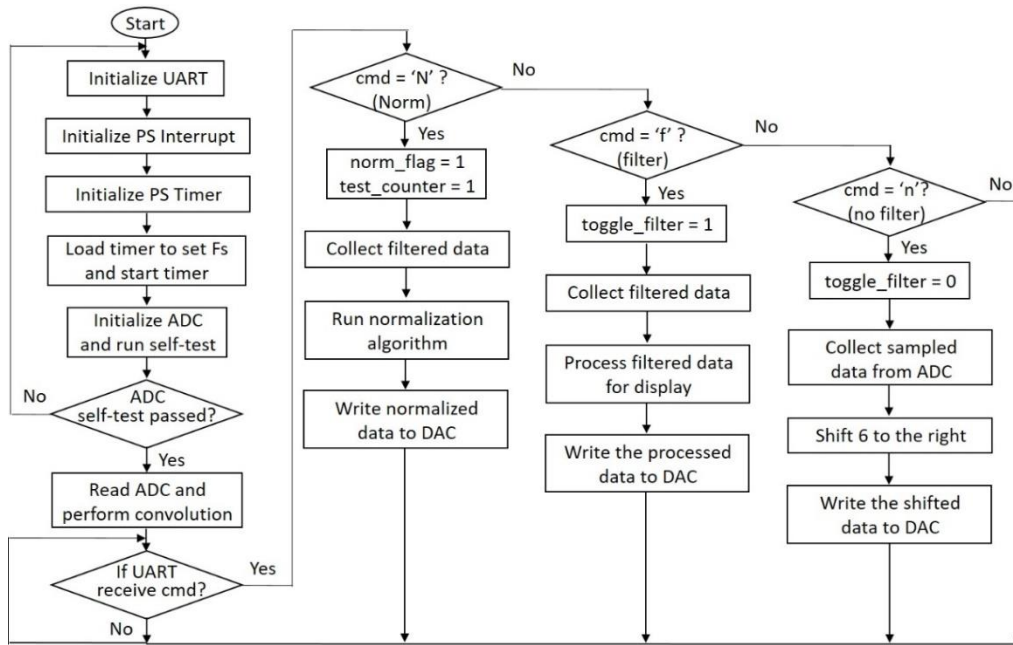 Start
Initialize UART
Initialize PS Interrupt
Initialize PS Timer
Load timer to set Fs
and start timer
Initialize ADC
and run self-test
No
ADC
self-test passed?
Yes
Read ADC and
perform convolution
If UART
receive cmd?
Yes
No
cmd = ‘N’ ?
(Norm)
No
Yes
norm_flag = 1
test_counter = 1
Collect filtered data
Run normalization
algorithm
Write normalized
data to DAC
cmd = ‘f’ ?
(filter)
No
Yes
toggle_filter = 1
Collect filtered data
Process filtered data
for display
Write the processed
data to DAC
cmd = ‘n’?
(no filter)
No
Yes
toggle_filter = 0
Collect sampled
data from ADC
Shift 6 to the right
Write the shifted
data to DAC